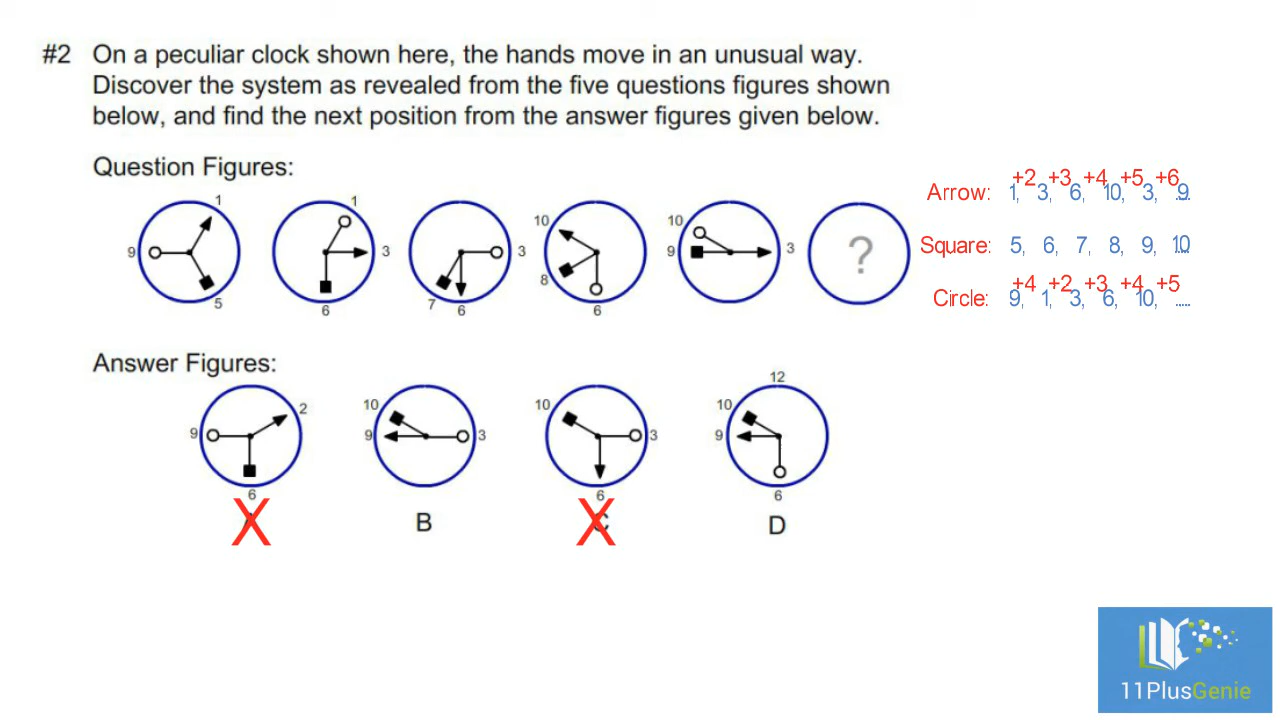 #2 On a peculiar clock shown here, the hands move in an unusual way.
Discover the system as revealed from the five questions figures shown
below, and find the next position from the answer figures given below.
Question Figures:
1
9
5
1
3
6
3
7 6
10
8
6
10
9
3
?
+2 +3 +4 +5 +6
Arrow: 1, 3, 6, 10, 3, 9
Square: 5, 6, 7, 8, 9, 10
+4 +2 +3 +4 +5
Circle: 9, 1, 3, 6, 10, .....
Answer Figures:
2
9
6
X
10
9
3
B
10
3
6
C
X
12
10
9
6
D
11PlusGenie